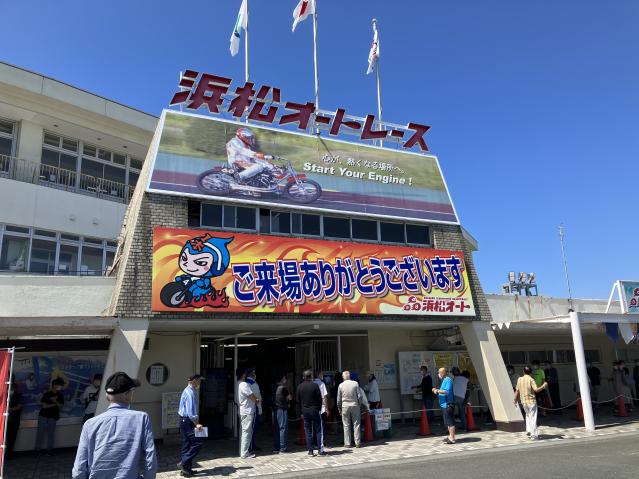 浜松オートレース
心が、熱くなる場所へ。
Start Your Engine!
ご来場ありがとうございます
浜松オート